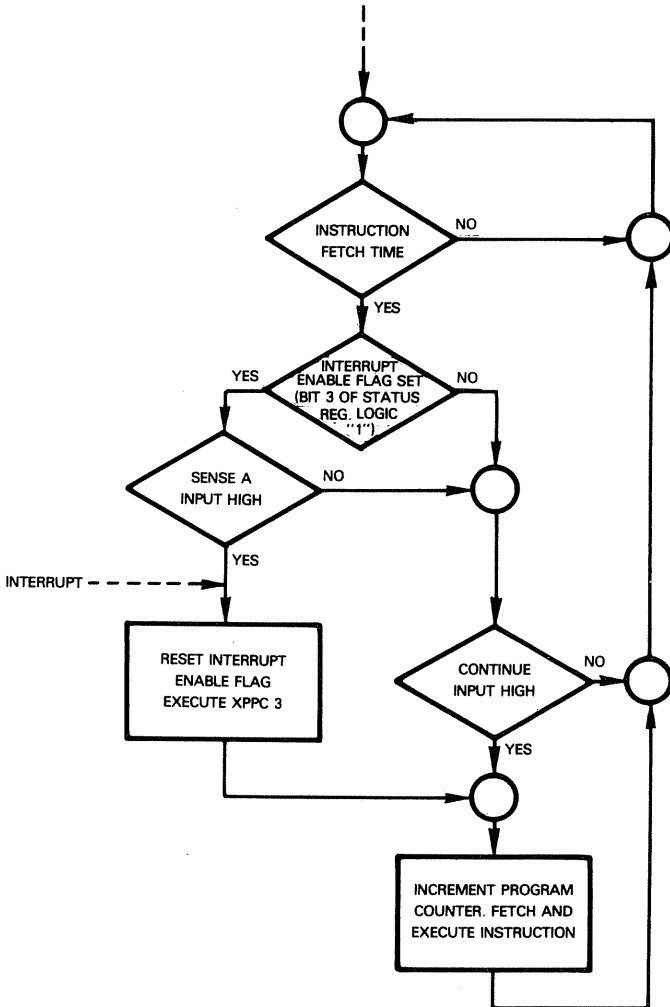 INSTRUCTION
FETCH TIME
NO
YES
INTERRUPT
ENABLE FLAG SET
(BIT 3 OF STATUS
REG. LOGIC
"1")
YES
NO
SENSE A
INPUT HIGH
NO
YES
INTERRUPT
RESET INTERRUPT
ENABLE FLAG
EXECUTE XPPC 3
CONTINUE
INPUT HIGH
NO
YES
INCREMENT PROGRAM
COUNTER. FETCH AND
EXECUTE INSTRUCTION